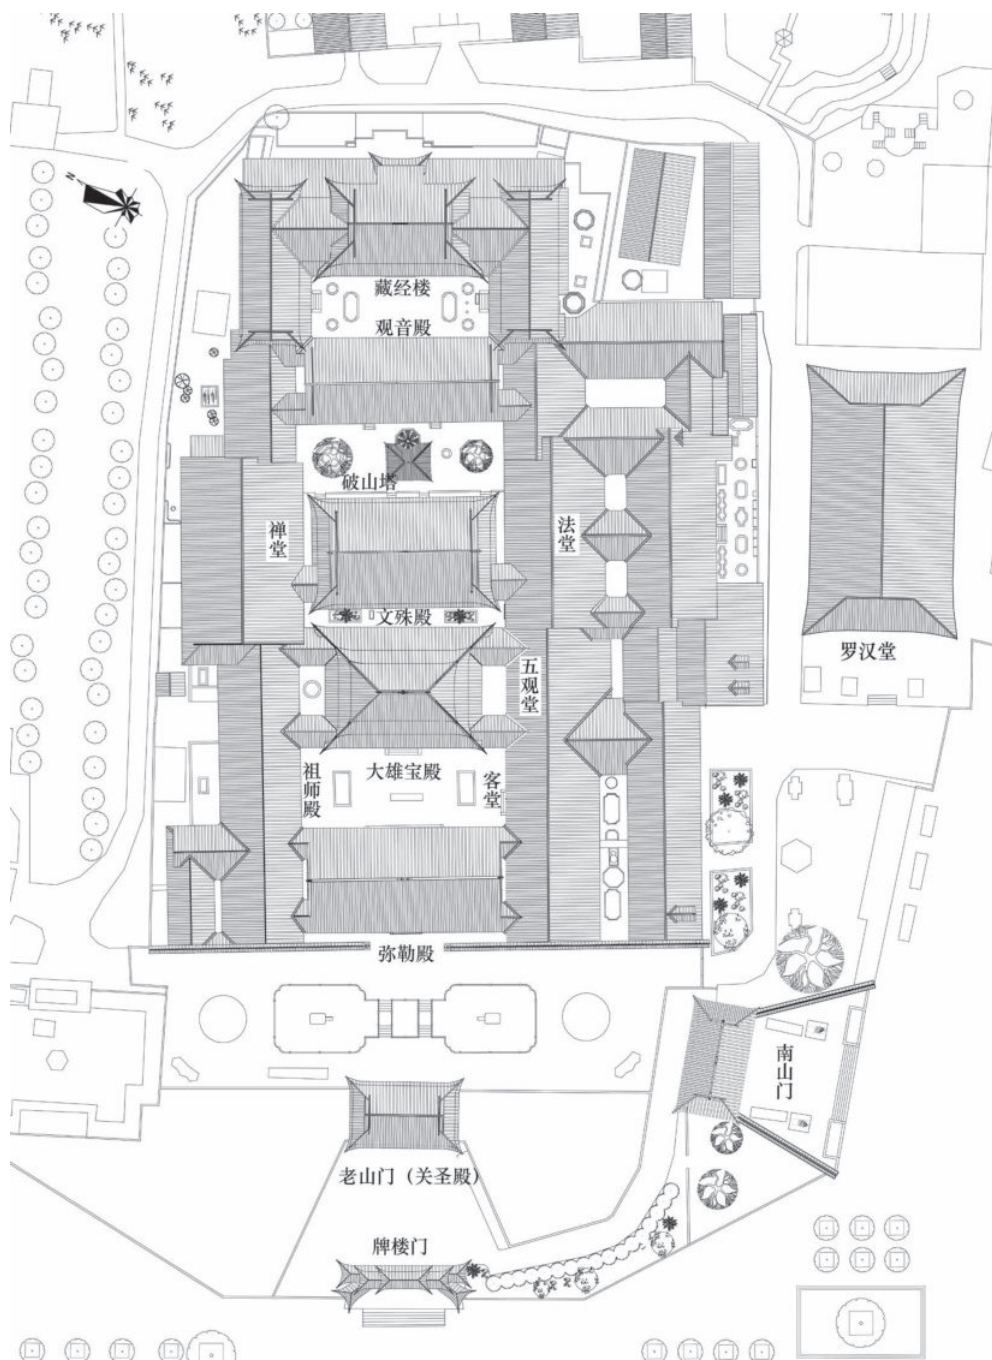 N
藏经楼
观音殿
破山塔
禅堂
法堂
文殊殿
罗汉堂
五观堂
祖师殿
大雄宝殿
客堂
弥勒殿
南山门
老山门（关圣殿）
牌楼门